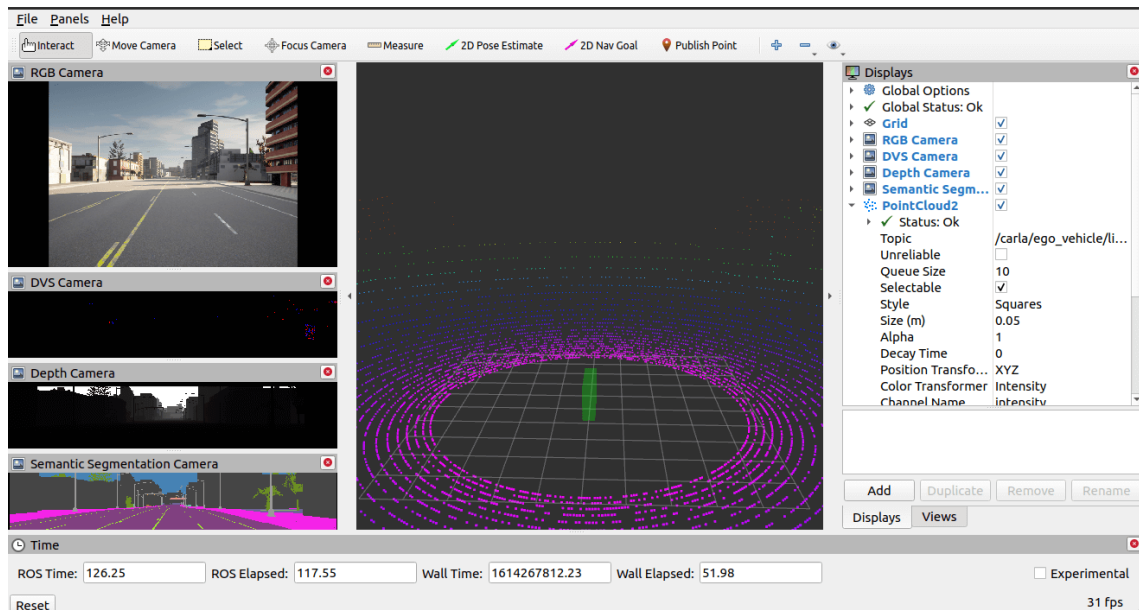 File Panels Help
Interact Move Camera Select Focus Camera Measure 2D Pose Estimate 2D Nav Goal Publish Point
RGB Camera
DVS Camera
Depth Camera
Semantic Segmentation Camera
Displays
Global Options
Global Status: Ok
Grid
RGB Camera
DVS Camera
Depth Camera
Semantic Segm...
PointCloud2
Status: Ok
Topic /carla/ego_vehicle/li...
Unreliable
Queue Size 10
Selectable
Style Squares
Size (m) 0.05
Alpha 1
Decay Time 0
Position Transfo... XYZ
Color Transformer Intensity
Channel Name intensity
Add Duplicate Remove Rename
Displays Views
Time
ROS Time: 126.25 ROS Elapsed: 117.55 Wall Time: 1614267812.23 Wall Elapsed: 51.98 Experimental
Reset 31 fps